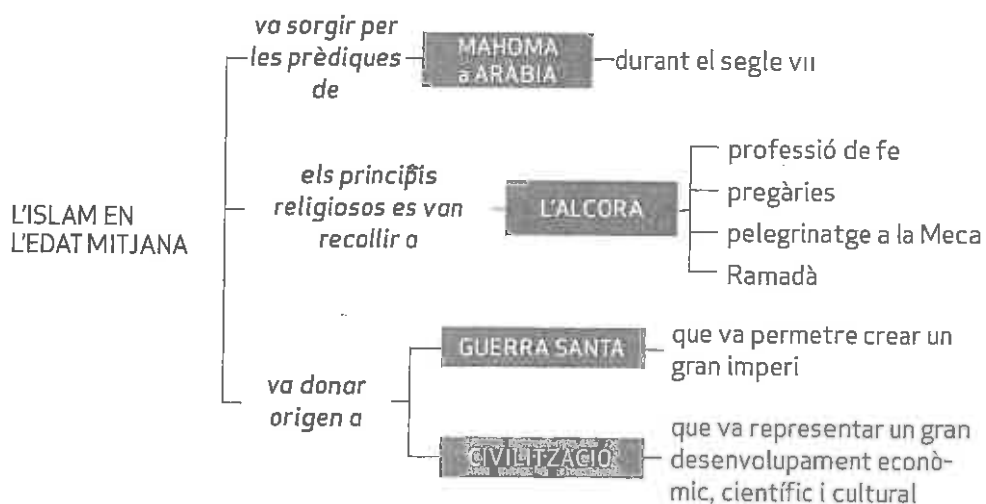 va sorgir per
les prèdiques
de
MAHOMA
a ARÀBIA
durant el segle VII
L'ISLAM EN
L'EDAT MITJANA
els principis
religiosos es van
recollir a
L'ALCORA
professió de fe
pregàries
pelegrinatge a la Meca
Ramadà
va donar
origen a
GUERRA SANTA
que va permetre crear un
gran imperi
CIVILITZACIÓ
que va representar un gran
desenvolupament econò-
mic, científic i cultural